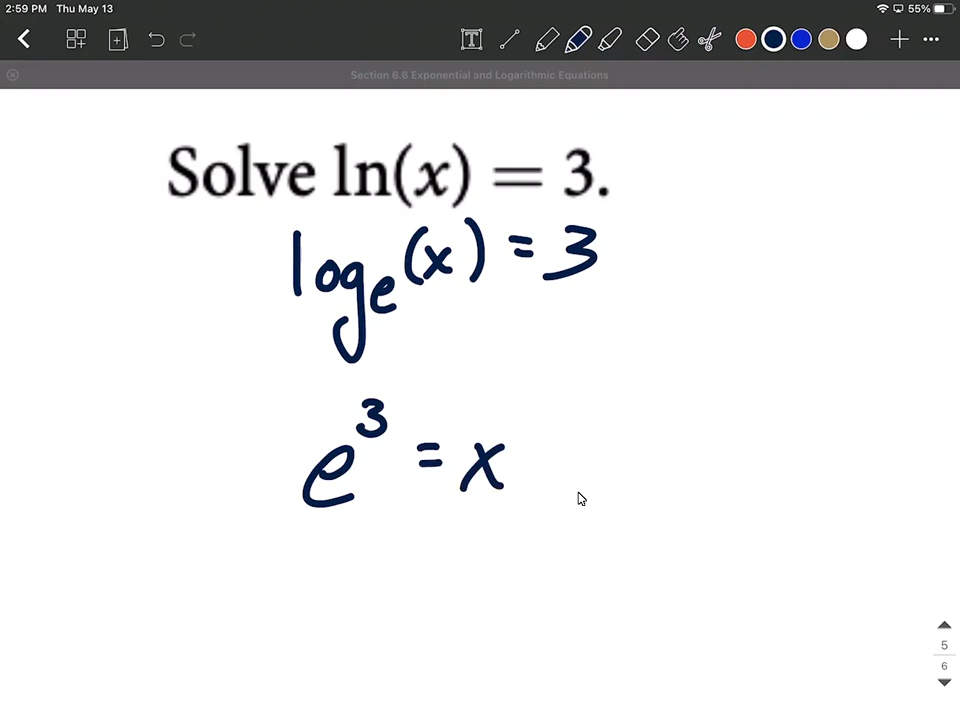 2:59 PM Thu May 13 55%
Section 6.6 Exponential and Logarithmic Equations
Solve ln(x) = 3.
logₑ(x) = 3
e³ = x
5
6